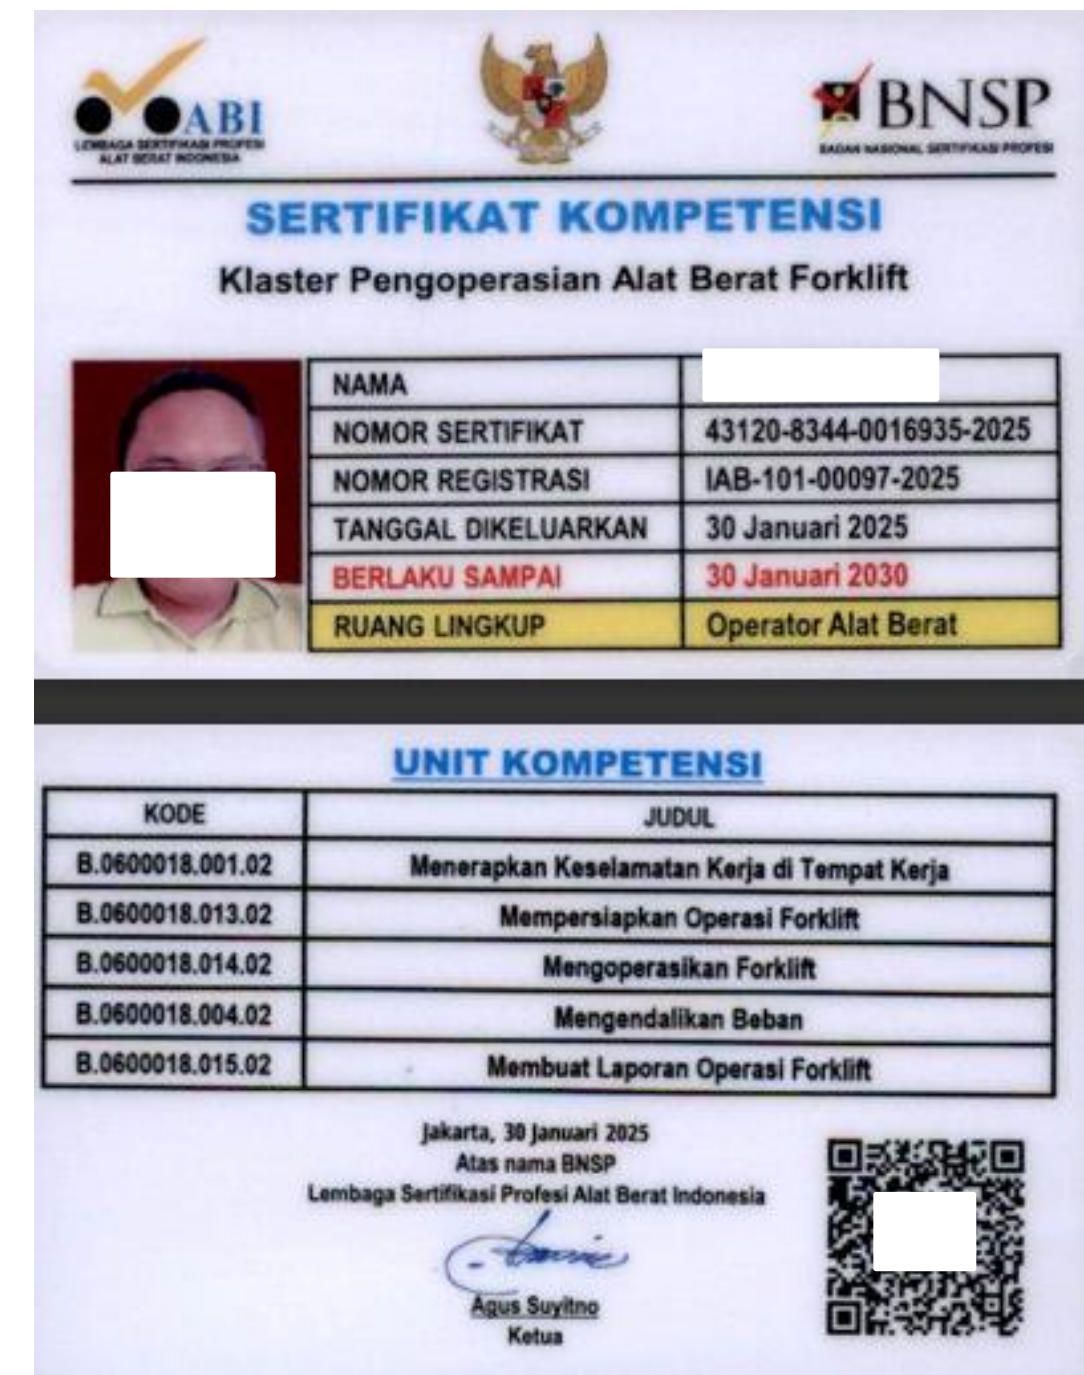 ABI
LEMBAGA SERTIFIKASI PROFESI
ALAT BERAT INDONESIA
BNSP
BADAN NASIONAL SERTIFIKASI PROFESI
SERTIFIKAT KOMPETENSI
Klaster Pengoperasian Alat Berat Forklift
NAMA
NOMOR SERTIFIKAT 43120-8344-0016935-2025
NOMOR REGISTRASI IAB-101-00097-2025
TANGGAL DIKELUARKAN 30 Januari 2025
BERLAKU SAMPAI 30 Januari 2030
RUANG LINGKUP Operator Alat Berat
UNIT KOMPETENSI
KODE JUDUL
B.0600018.001.02 Menerapkan Keselamatan Kerja di Tempat Kerja
B.0600018.013.02 Mempersiapkan Operasi Forklift
B.0600018.014.02 Mengoperasikan Forklift
B.0600018.004.02 Mengendalikan Beban
B.0600018.015.02 Membuat Laporan Operasi Forklift
Jakarta, 30 Januari 2025
Atas nama BNSP
Lembaga Sertifikasi Profesi Alat Berat Indonesia
Agus Suyitno
Ketua